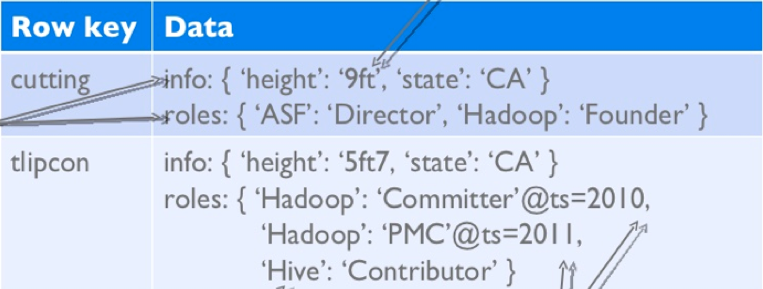 Row key Data
cutting info: { ‘height’: ‘9ft’, ‘state’: ‘CA’ }
roles: { ‘ASF’: ‘Director’, ‘Hadoop’: ‘Founder’ }
tlipcon info: { ‘height’: ‘5ft7, ‘state’: ‘CA’ }
roles: { ‘Hadoop’: ‘Committer’@ts=2010,
‘Hadoop’: ‘PMC’@ts=2011,
‘Hive’: ‘Contributor’ }